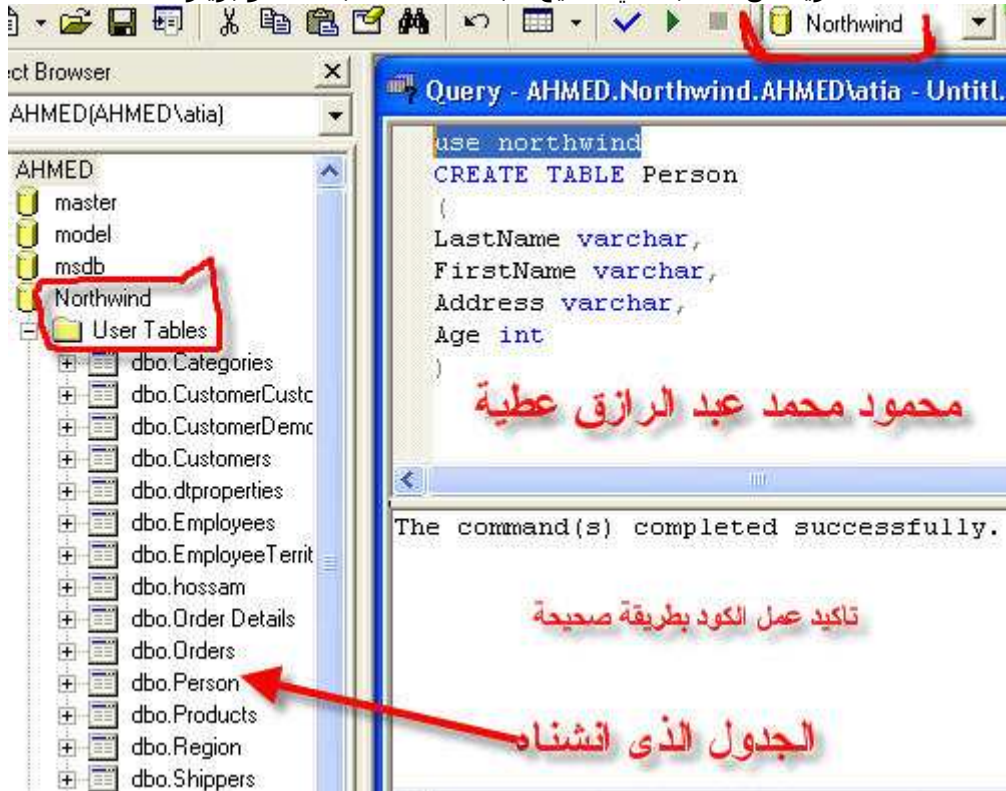 Northwind
ect Browser
AHMED(AHMED\atia)
AHMED
master
model
msdb
Northwind
User Tables
dbo.Categories
dbo.CustomerCustc
dbo.CustomerDemc
dbo.Customers
dbo.dtproperties
dbo.Employees
dbo.EmployeeTerrit
dbo.hossam
dbo.Order Details
dbo.Orders
dbo.Person
dbo.Products
dbo.Region
dbo.Shippers
Query - AHMED.Northwind.AHMED\atia - Untitl.
use northwind
CREATE TABLE Person
(
LastName varchar,
FirstName varchar,
Address varchar,
Age int
)
محمود محمد عبد الرازق عطية
The command(s) completed successfully.
تاكيد عمل الكود بطريقة صحيحة
الجدول الذى انشناه